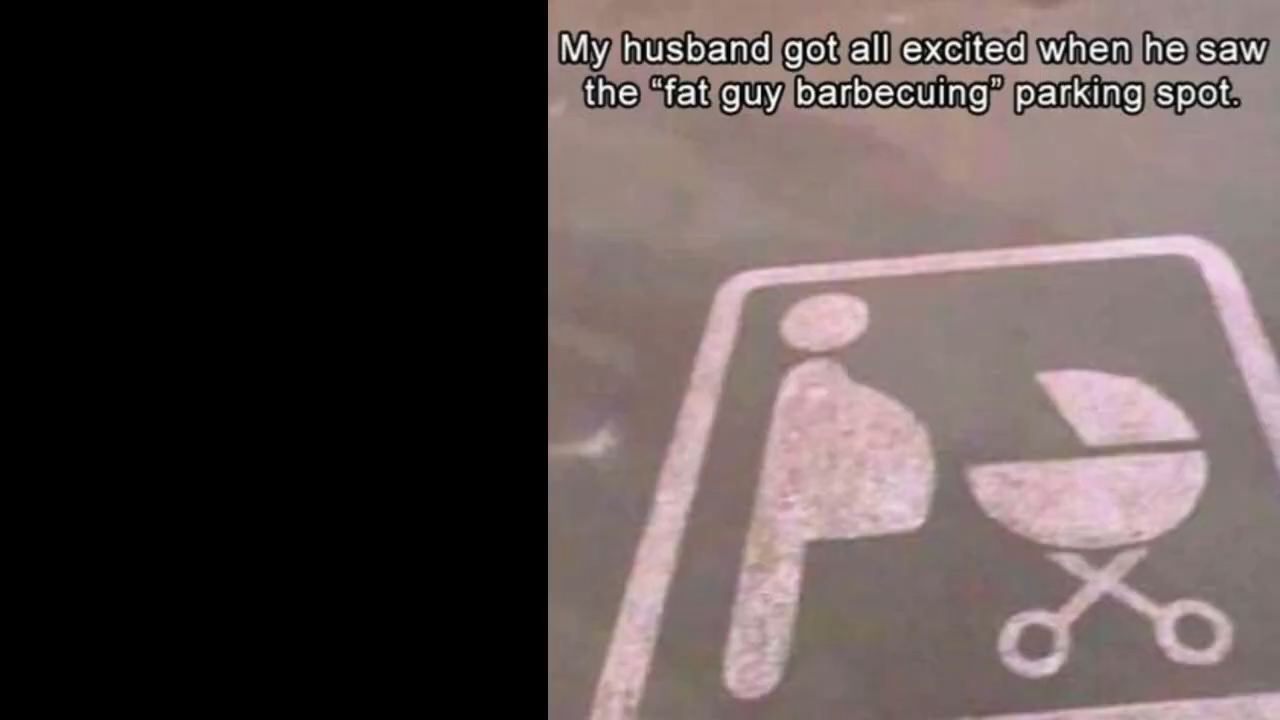 My husband got all excited when he saw
the “fat guy barbecuing” parking spot.